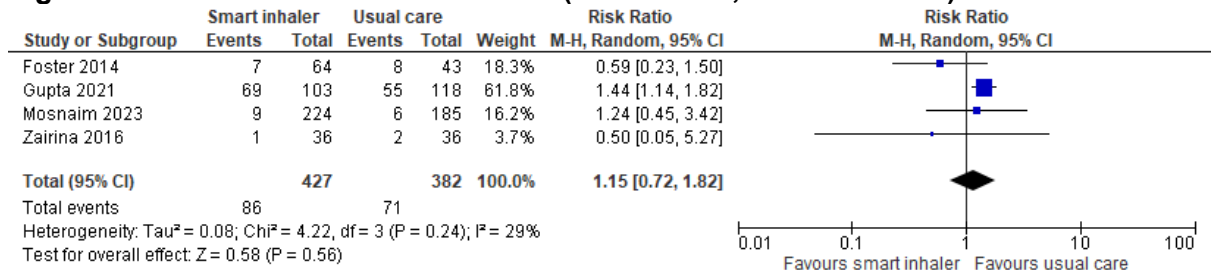 Smart inhaler Usual care Risk Ratio Risk Ratio
Study or Subgroup Events Total Events Total Weight M-H, Random, 95% CI M-H, Random, 95% CI
Foster 2014 7 64 8 43 18.3% 0.59 [0.23, 1.50]
Gupta 2021 69 103 55 118 61.8% 1.44 [1.14, 1.82]
Mosnaim 2023 9 224 6 185 16.2% 1.24 [0.45, 3.42]
Zairina 2016 1 36 2 36 3.7% 0.50 [0.05, 5.27]
Total (95% CI) 427 382 100.0% 1.15 [0.72, 1.82]
Total events 86 71
Heterogeneity: Tau² = 0.08; Chi² = 4.22, df = 3 (P = 0.24); I² = 29%
Test for overall effect: Z = 0.58 (P = 0.56)
0.01 0.1 1 10 100
Favours smart inhaler Favours usual care